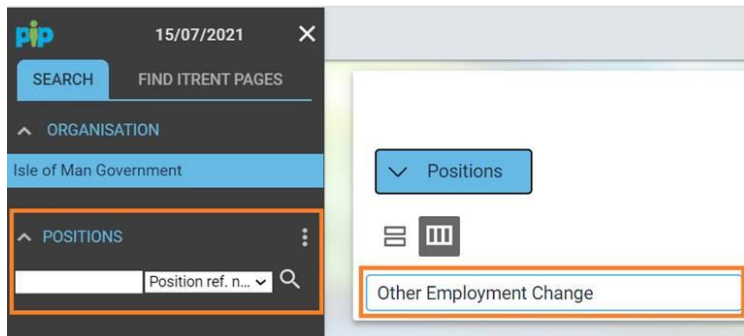 pip 15/07/2021
SEARCH FIND ITRENT PAGES
ORGANISATION
Isle of Man Government
POSITIONS
Position ref. n...
Positions
Other Employment Change